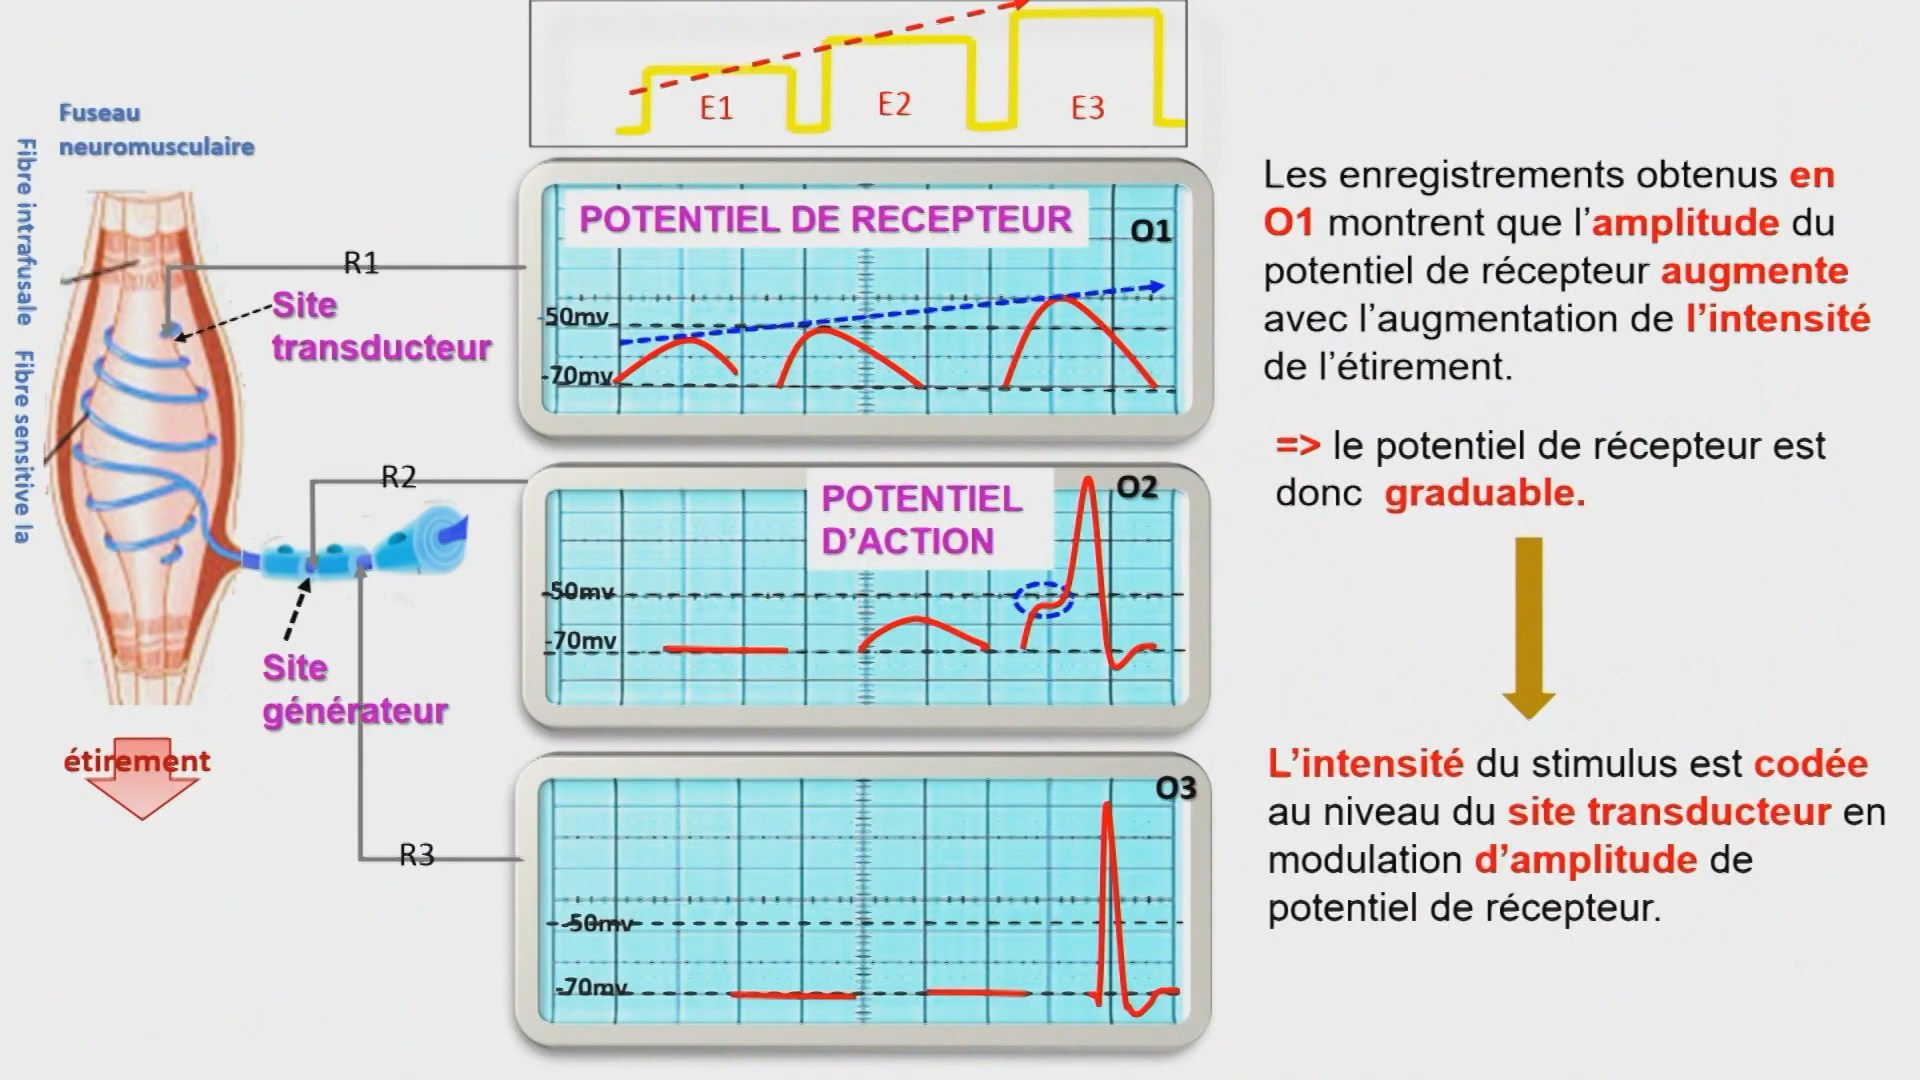 E1
E2
E3
Fuseau
neuromusculaire
Fibre intrafusale
Fibre sensitive Ia
R1
Site
transducteur
R2
Site
générateur
étirement
R3
POTENTIEL DE RECEPTEUR
O1
-50mv
-70mv
POTENTIEL
D’ACTION
O2
-50mv
-70mv
O3
-50mv
-70mv
Les enregistrements obtenus en
O1 montrent que l’amplitude du
potentiel de récepteur augmente
avec l’augmentation de l’intensité
de l’étirement.
=> le potentiel de récepteur est
donc graduable.
L’intensité du stimulus est codée
au niveau du site transducteur en
modulation d’amplitude de
potentiel de récepteur.